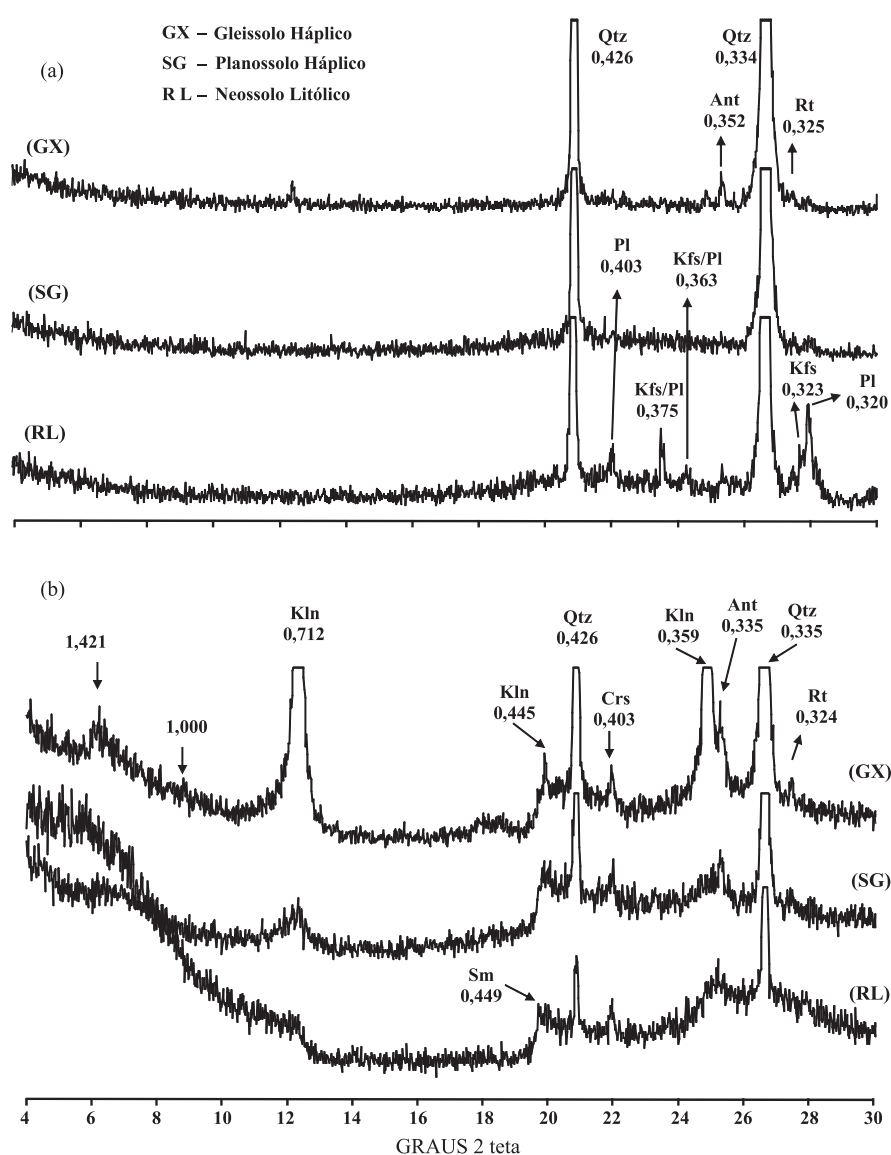 GX – Gleissolo Háplico
SG – Planossolo Háplico
R L – Neossolo Litólico
(a)
Qtz
0,426
Qtz
0,334
Ant
0,352
Rt
0,325
(GX)
Pl
0,403
Kfs/Pl
0,363
(SG)
Kfs/Pl
0,375
Kfs
0,323
Pl
0,320
(RL)
(b)
1,421
1,000
Kln
0,712
Kln
0,445
Qtz
0,426
Crs
0,403
Kln
0,359
Ant
0,335
Qtz
0,335
Rt
0,324
(GX)
(SG)
Sm
0,449
(RL)
4 6 8 10 12 14 16 18 20 22 24 26 28 30
GRAUS 2 teta